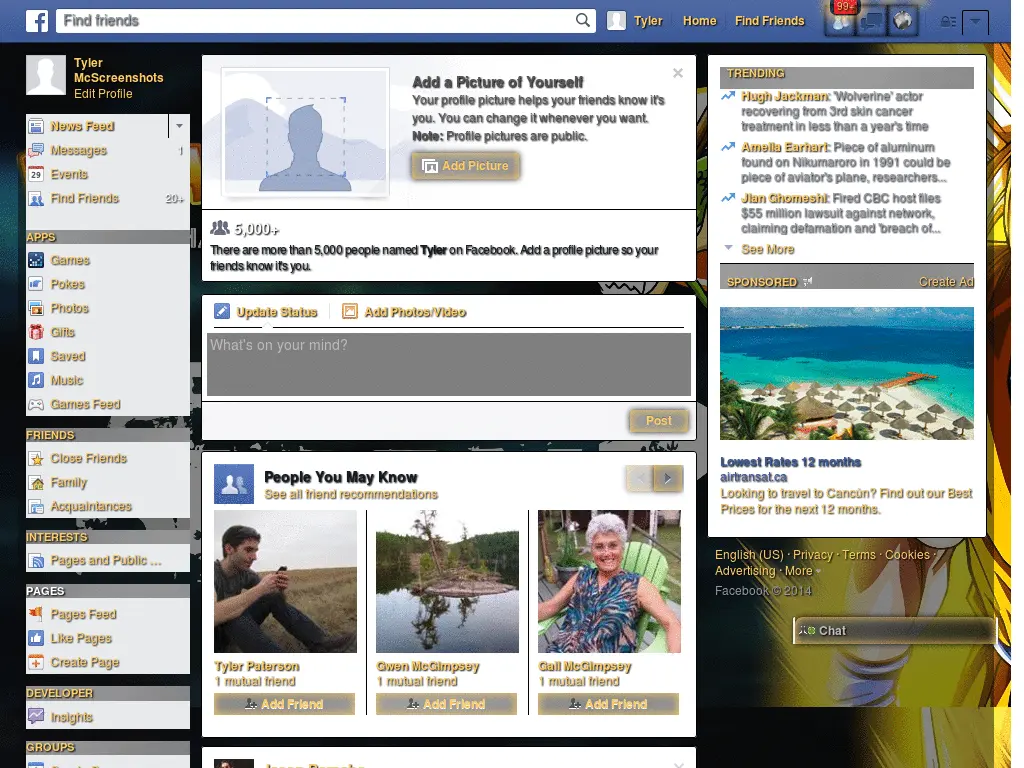 f
Find friends
Tyler
Home
Find Friends
99+
Tyler
McScreenshots
Edit Profile
News Feed
Messages 1
29 Events
Find Friends 20+
APPS
Games
Pokes
Photos
Gifts
Saved
Music
Games Feed
FRIENDS
Close Friends
Family
Acquaintances
INTERESTS
Pages and Public ...
PAGES
Pages Feed
Like Pages
Create Page
DEVELOPER
Insights
GROUPS
Add a Picture of Yourself
Your profile picture helps your friends know it's
you. You can change it whenever you want.
Note: Profile pictures are public.
Add Picture
5,000+
There are more than 5,000 people named Tyler on Facebook. Add a profile picture so your
friends know it's you.
Update Status
Add Photos/Video
What's on your mind?
Post
People You May Know
See all friend recommendations
Tyler Paterson
1 mutual friend
Add Friend
Gwen McGimpsey
1 mutual friend
Add Friend
Gail McGimpsey
1 mutual friend
Add Friend
TRENDING
Hugh Jackman: 'Wolverine' actor
recovering from 3rd skin cancer
treatment in less than a year's time
Amelia Earhart: Piece of aluminum
found on Nikumaroro in 1991 could be
piece of aviator's plane, researchers...
Jian Ghomeshi: Fired CBC host files
$55 million lawsuit against network,
claiming defamation and 'breach of...
See More
SPONSORED
Create Ad
Lowest Rates 12 months
airtransat.ca
Looking to travel to Cancún? Find out our Best
Prices for the next 12 months.
English (US) · Privacy · Terms · Cookies ·
Advertising · More
Facebook © 2014
Chat